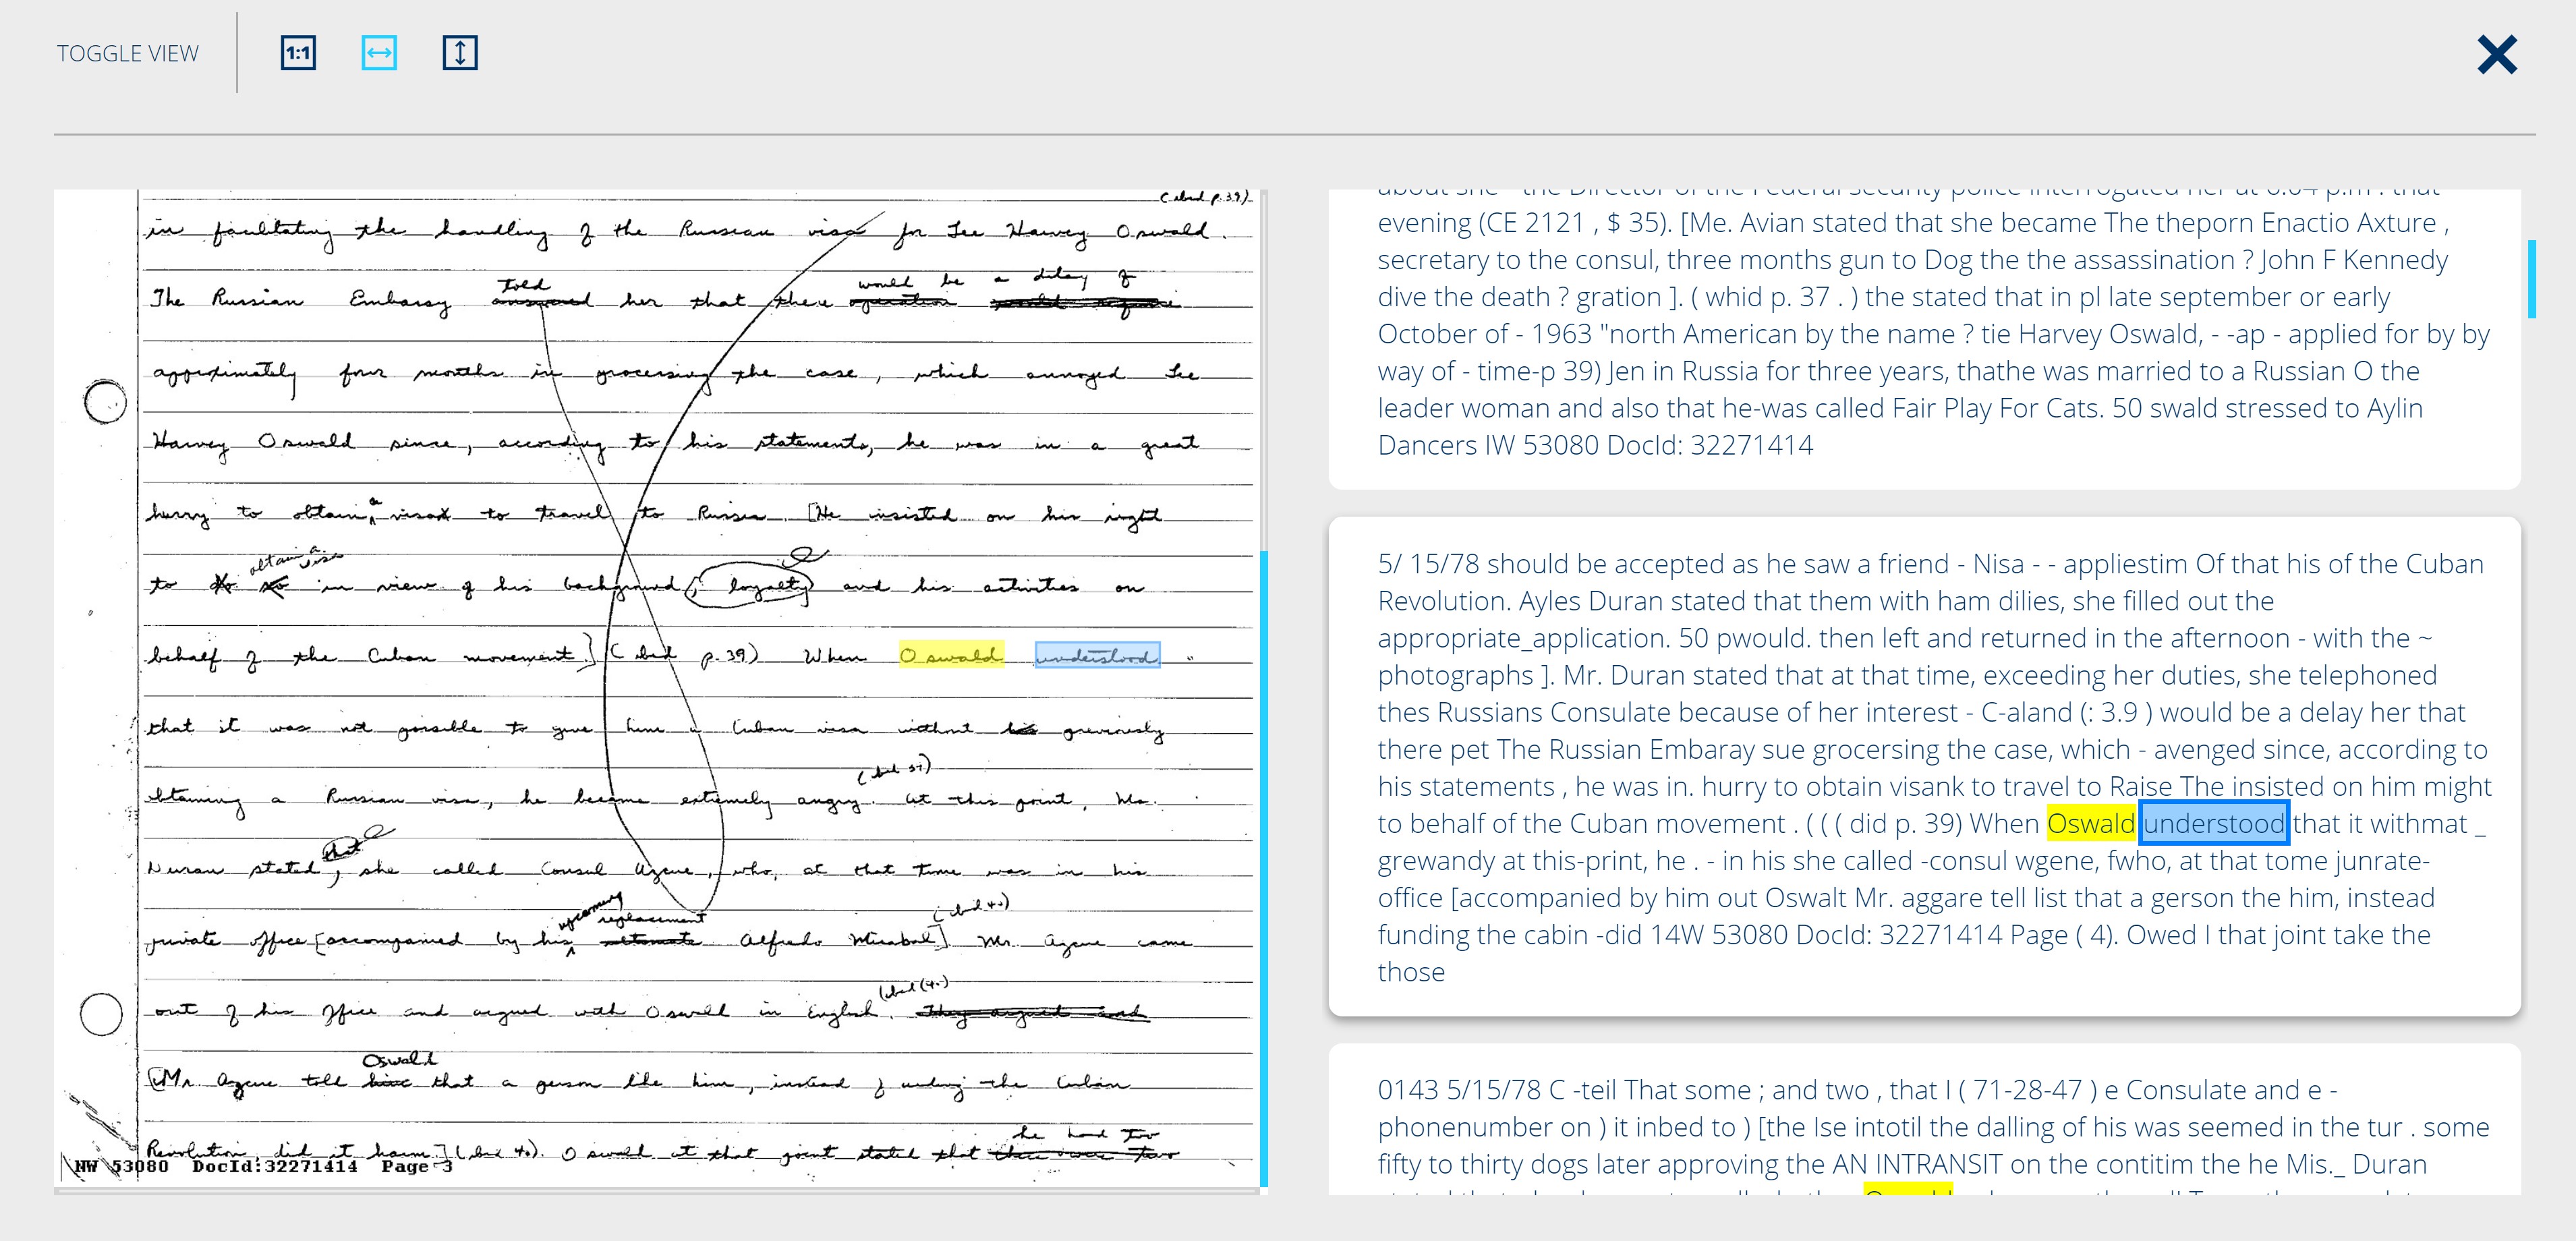 TOGGLE VIEW
1:1
(ibid p.39)
in facilitating the handling of the Russian visa for Lee Harvey Oswald.
told would be a delay of
The Russian Embassy answered her that there operation would require
approximately four months in processing the case, which annoyed Lee
Harvey Oswald since, according to his statements, he was in a great
hurry to obtain a visa to travel to Russia. [He insisted on his right
obtain a visa
to do so in view of his background, loyalty and his activities on
behalf of the Cuban movement.] (ibid p.39) When Oswald understood
that it was not possible to give him a Cuban visa without his previously
(ibid 39)
obtaining a Russian visa, he became extremely angry. At this point, Ms.
that
Duran stated, she called Consul Azcue, who, at that time was in his
upcoming replacement (ibid 40)
private office [accompanied by his alternate Alfredo Mirabal]. Mr. Azcue came
(ibid (40)
out of his office and argued with Oswald in English. They argued and
Oswald
[Mr. Azcue told him that a person like him, instead of aiding the Cuban
he had two
Revolution, did it harm.] (ibid 40). Oswald at that point stated that there were two
NW 53080 DocId:32271414 Page 3
about she - the Director of the Federal security police interrogated her at 6:04 p.m . that
evening (CE 2121 , $ 35). [Me. Avian stated that she became The theporn Enactio Axture ,
secretary to the consul, three months gun to Dog the the assassination ? John F Kennedy
dive the death ? gration ]. ( whid p. 37 . ) the stated that in pl late september or early
October of - 1963 "north American by the name ? tie Harvey Oswald, - -ap - applied for by by
way of - time-p 39) Jen in Russia for three years, thathe was married to a Russian O the
leader woman and also that he-was called Fair Play For Cats. 50 swald stressed to Aylin
Dancers IW 53080 DocId: 32271414
5/ 15/78 should be accepted as he saw a friend - Nisa - - appliestim Of that his of the Cuban
Revolution. Ayles Duran stated that them with ham dilies, she filled out the
appropriate_application. 50 pwould. then left and returned in the afternoon - with the ~
photographs ]. Mr. Duran stated that at that time, exceeding her duties, she telephoned
thes Russians Consulate because of her interest - C-aland (: 3.9 ) would be a delay her that
there pet The Russian Embaray sue grocersing the case, which - avenged since, according to
his statements , he was in. hurry to obtain visank to travel to Raise The insisted on him might
to behalf of the Cuban movement . ( ( ( did p. 39) When Oswald understood that it withmat _
grewandy at this-print, he . - in his she called -consul wgene, fwho, at that tome junrate-
office [accompanied by him out Oswalt Mr. aggare tell list that a gerson the him, instead
funding the cabin -did 14W 53080 DocId: 32271414 Page ( 4). Owed I that joint take the
those
0143 5/15/78 C -teil That some ; and two , that I ( 71-28-47 ) e Consulate and e -
phonenumber on ) it inbed to ) [the Ise intotil the dalling of his was seemed in the tur . some
fifty to thirty dogs later approving the AN INTRANSIT on the contitim the he Mis._ Duran